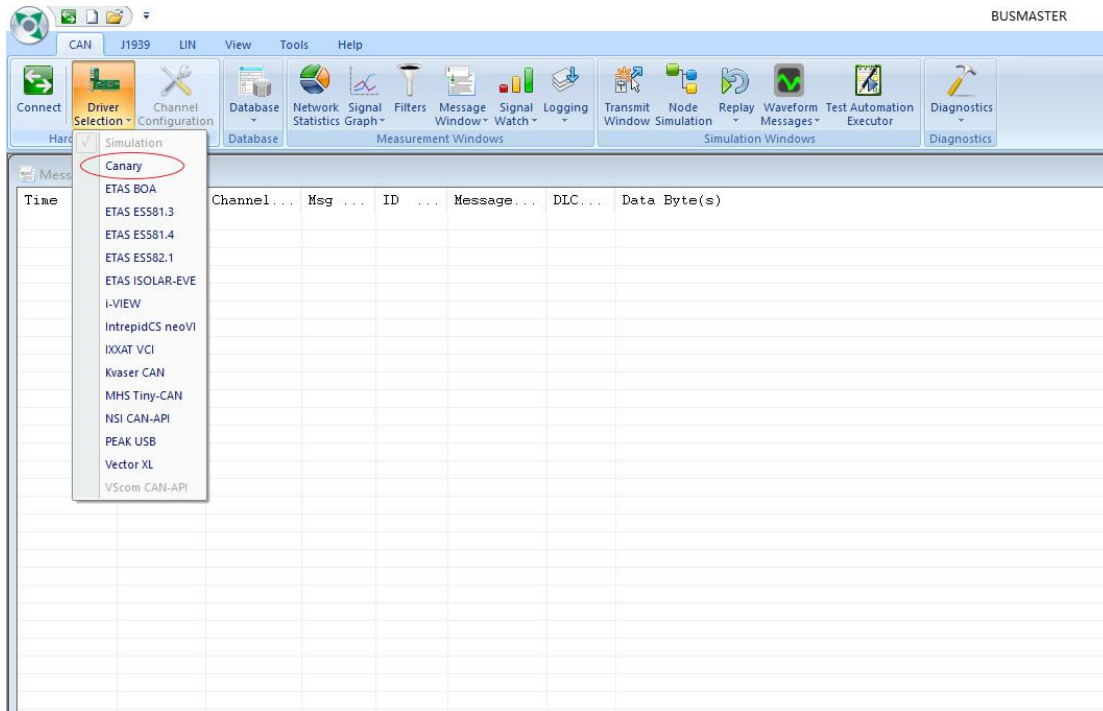 BUSMASTER
CAN J1939 LIN View Tools Help
Connect Driver Selection Channel Configuration Database Network Statistics Signal Graph Filters Message Window Signal Watch Logging Transmit Window Node Simulation Replay Waveform Messages Test Automation Executor Diagnostics
Hard Database Measurement Windows Simulation Windows Diagnostics
Simulation
Canary
ETAS BOA
ETAS ES581.3
ETAS ES581.4
ETAS ES582.1
ETAS ISOLAR-EVE
i-VIEW
IntrepidCS neoVI
IXXAT VCI
Kvaser CAN
MHS Tiny-CAN
NSI CAN-API
PEAK USB
Vector XL
VScom CAN-API
Mess
Time Channel... Msg ... ID ... Message... DLC... Data Byte(s)